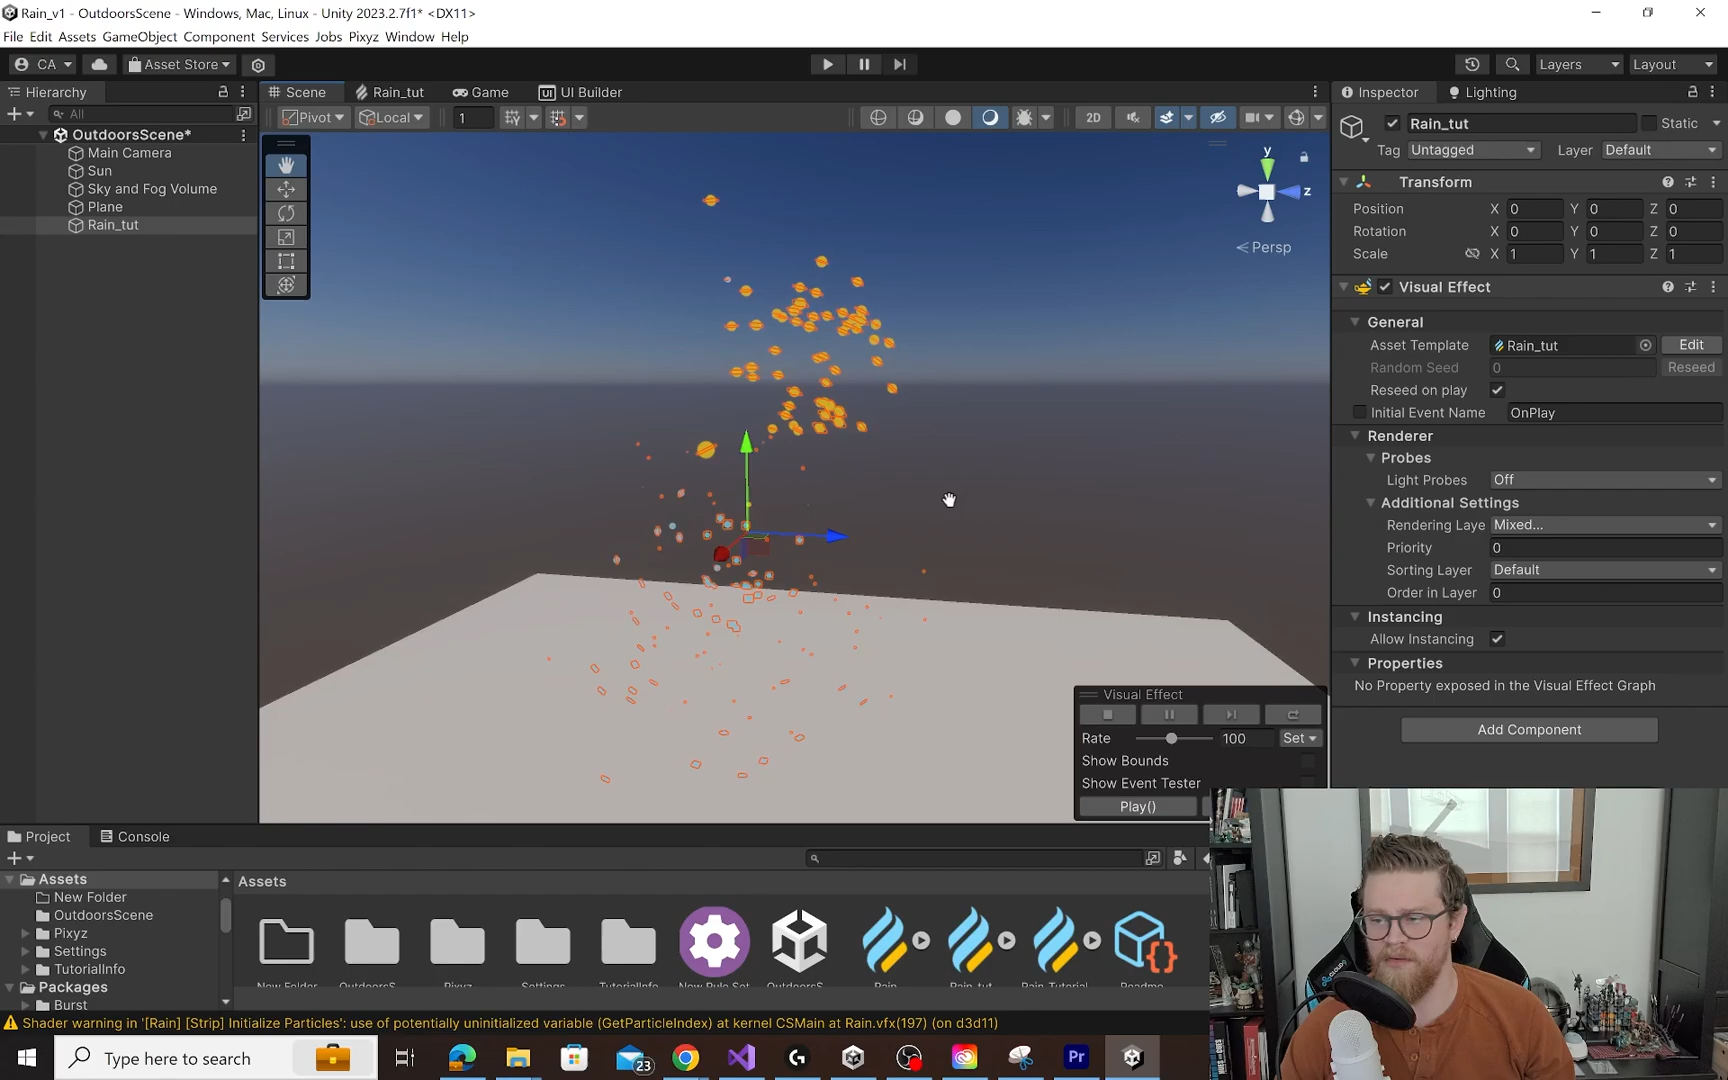 Rain_v1 - OutdoorsScene - Windows, Mac, Linux - Unity 2023.2.7f1* <DX11>
File Edit Assets GameObject Component Services Jobs Pixyz Window Help
CA Asset Store Layers Layout
Hierarchy
All
OutdoorsScene*
Main Camera
Sun
Sky and Fog Volume
Plane
Rain_tut
Scene Rain_tut Game UI Builder
Pivot Local 1 2D
y
z
Persp
Visual Effect
Rate 100 Set
Show Bounds
Show Event Tester
Play()
Inspector Lighting
Rain_tut Static
Tag Untagged Layer Default
Transform
Position X 0 Y 0 Z 0
Rotation X 0 Y 0 Z 0
Scale X 1 Y 1 Z 1
Visual Effect
General
Asset Template Rain_tut Edit
Random Seed 0 Reseed
Reseed on play
Initial Event Name OnPlay
Renderer
Probes
Light Probes Off
Additional Settings
Rendering Laye Mixed...
Priority 0
Sorting Layer Default
Order in Layer 0
Instancing
Allow Instancing
Properties
No Property exposed in the Visual Effect Graph
Add Component
Project Console
Assets
New Folder
OutdoorsScene
Pixyz
Settings
TutorialInfo
Packages
Burst
Assets
New Folder OutdoorsS... Pixyz Settings TutorialInfo New Rule Set OutdoorsS... Rain Rain_tut Rain_Tutorial Readme
Shader warning in '[Rain] [Strip] Initialize Particles': use of potentially uninitialized variable (GetParticleIndex) at kernel CSMain at Rain.vfx(197) (on d3d11)
Type here to search
23
Pr